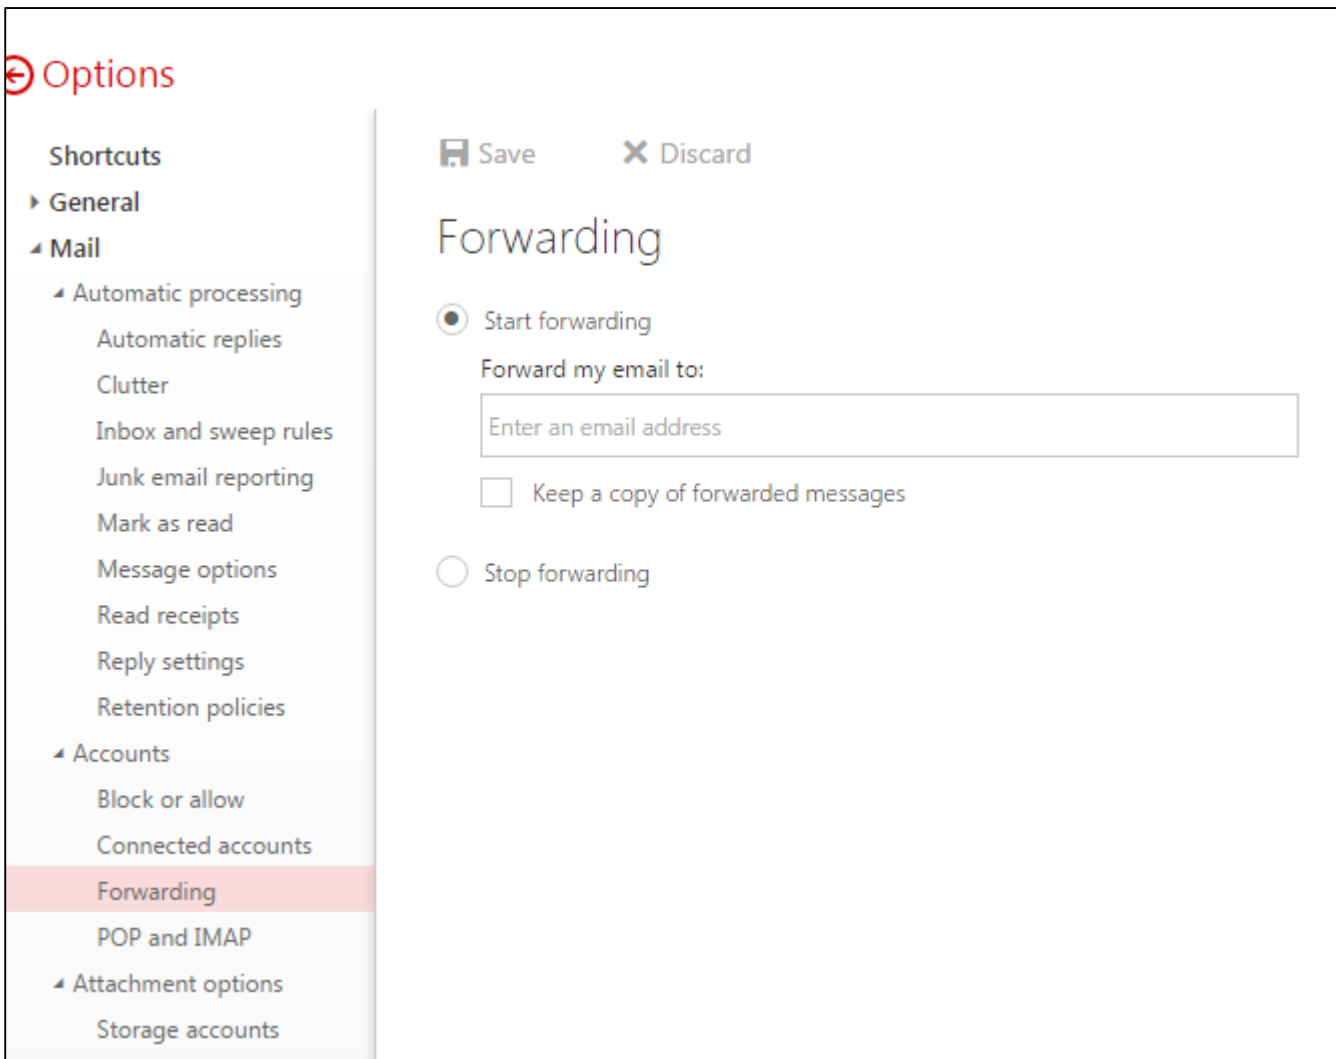 Options
Shortcuts
General
Mail
Automatic processing
Automatic replies
Clutter
Inbox and sweep rules
Junk email reporting
Mark as read
Message options
Read receipts
Reply settings
Retention policies
Accounts
Block or allow
Connected accounts
Forwarding
POP and IMAP
Attachment options
Storage accounts
Save Discard
Forwarding
Start forwarding
Forward my email to:
Enter an email address
Keep a copy of forwarded messages
Stop forwarding